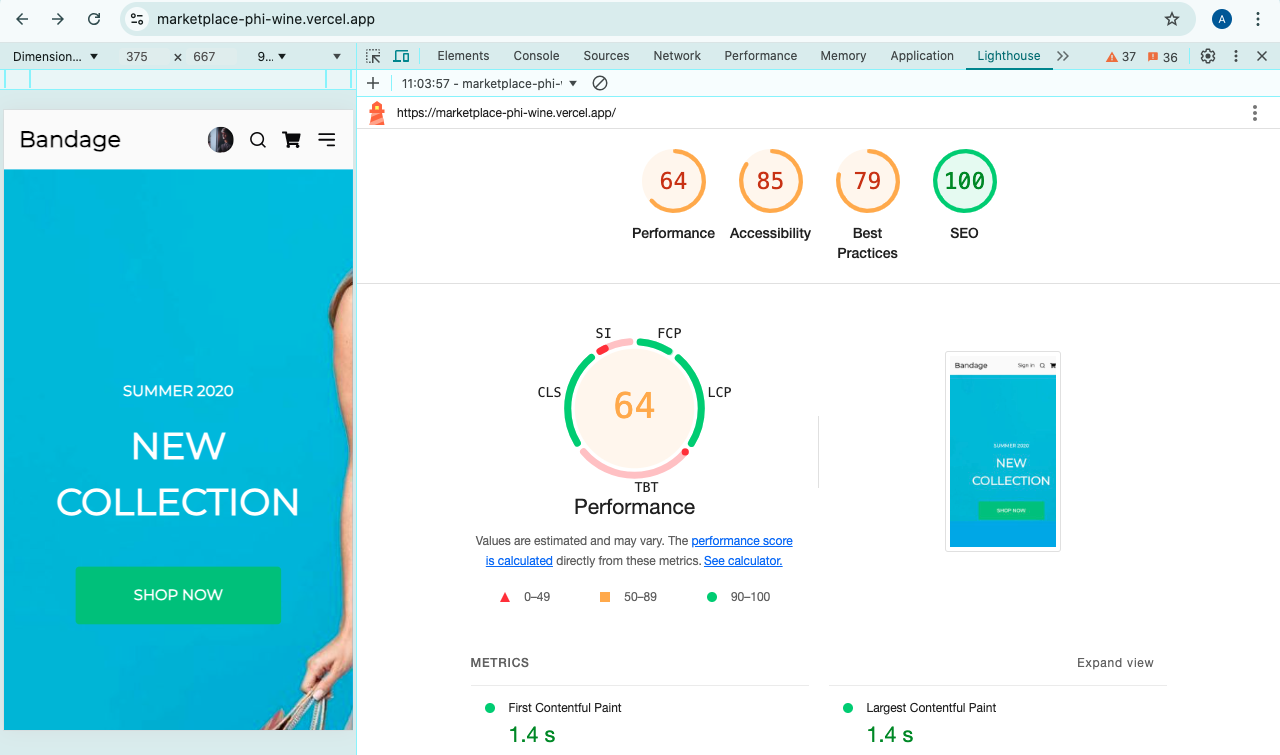 marketplace-phi-wine.vercel.app
A
Dimension... 375 × 667 9...
Elements Console Sources Network Performance Memory Application Lighthouse 37 36
11:03:57 - marketplace-phi-
https://marketplace-phi-wine.vercel.app/
Bandage
SUMMER 2020
NEW
COLLECTION
SHOP NOW
64 85 79 100
Performance Accessibility Best Practices SEO
SI FCP
CLS LCP
64
TBT
Performance
Values are estimated and may vary. The performance score
is calculated directly from these metrics. See calculator.
0–49 50–89 90–100
Bandage Sign in
SUMMER 2020
NEW
COLLECTION
SHOP NOW
METRICS Expand view
First Contentful Paint Largest Contentful Paint
1.4 s 1.4 s